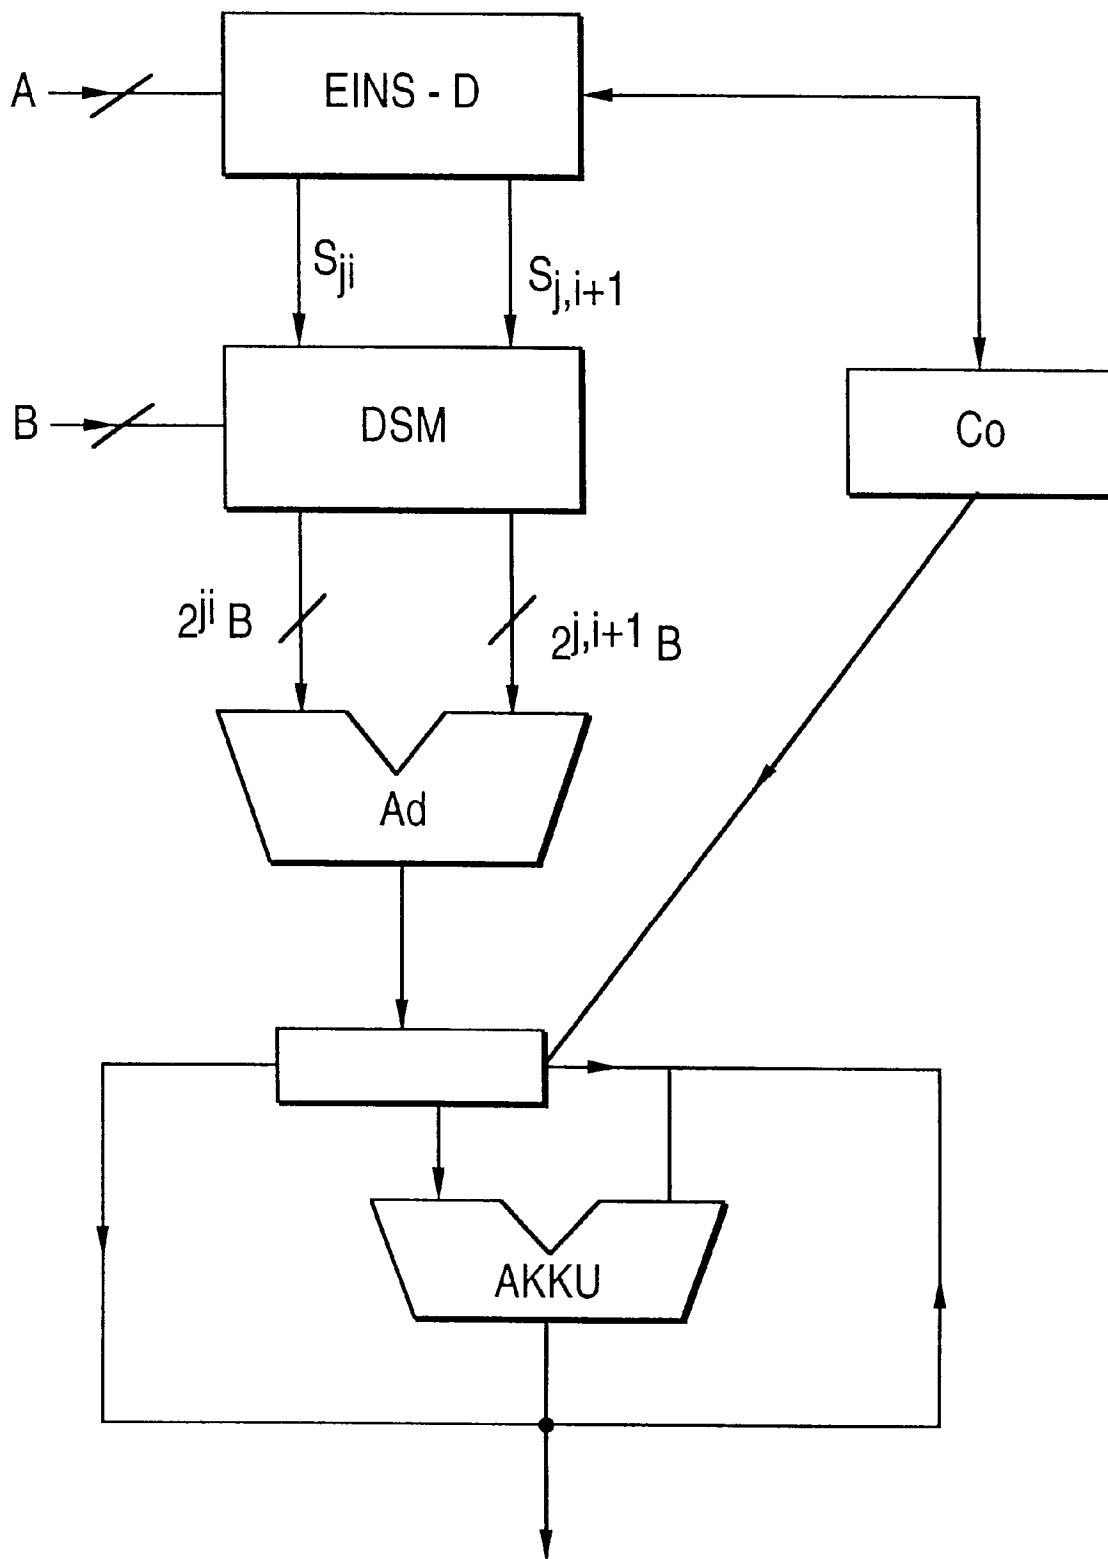 A
EINS - D
S_ji
S_j,i+1
B
DSM
Co
2^ji B
2^j,i+1 B
Ad
AKKU